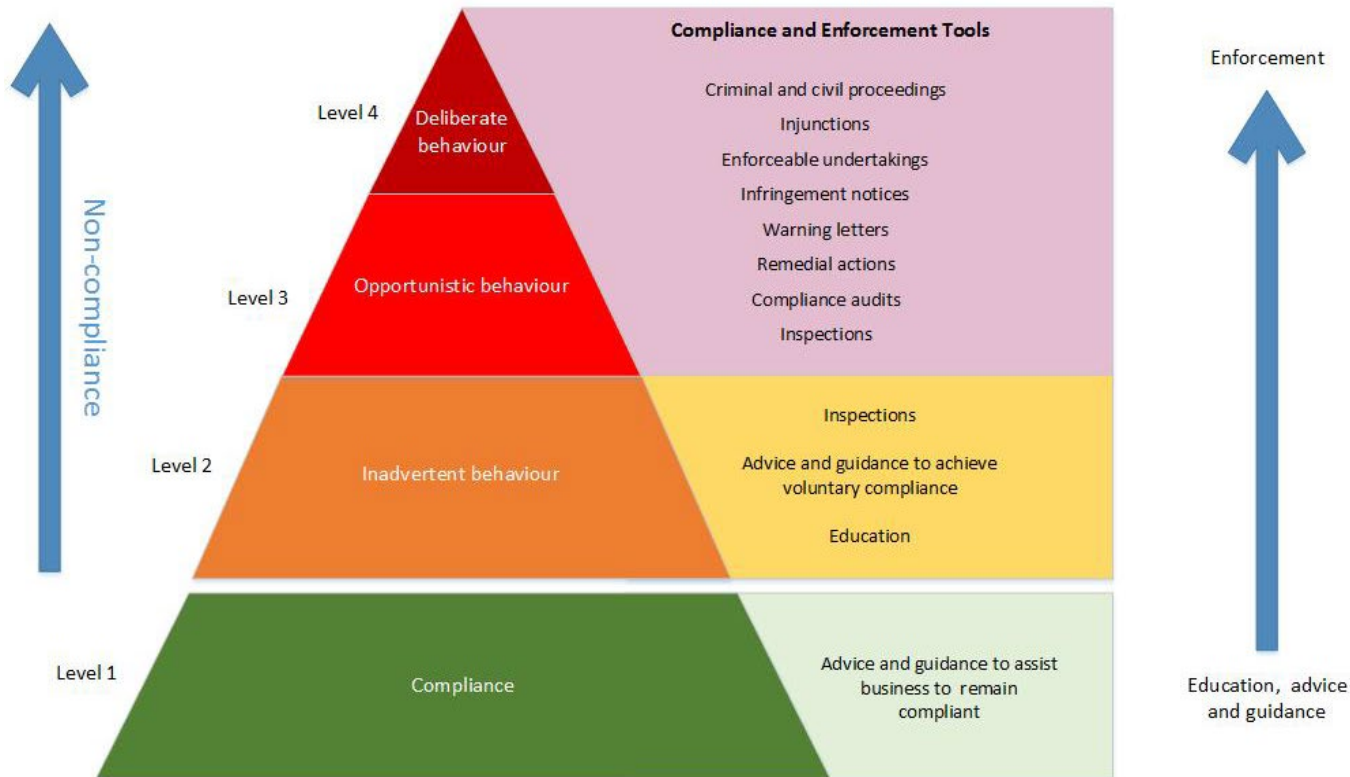 Compliance and Enforcement Tools
Enforcement
Criminal and civil proceedings
Level 4
Deliberate
behaviour
Injunctions
Enforceable undertakings
Infringement notices
Warning letters
Non-compliance
Remedial actions
Level 3
Opportunistic behaviour
Compliance audits
Inspections
Inspections
Level 2
Inadvertent behaviour
Advice and guidance to achieve
voluntary compliance
Education
Level 1
Compliance
Advice and guidance to assist
business to remain
compliant
Education, advice
and guidance